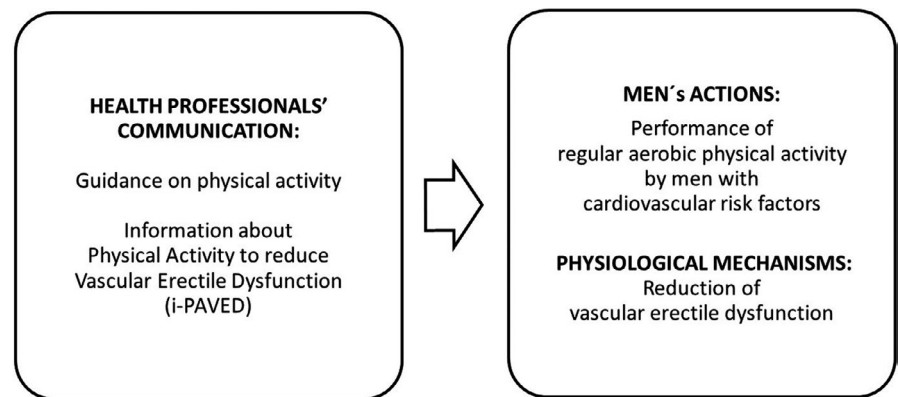 HEALTH PROFESSIONALS'
COMMUNICATION:
Guidance on physical activity
Information about
Physical Activity to reduce
Vascular Erectile Dysfunction
(i-PAVED)
MEN´s ACTIONS:
Performance of
regular aerobic physical activity
by men with
cardiovascular risk factors
PHYSIOLOGICAL MECHANISMS:
Reduction of
vascular erectile dysfunction